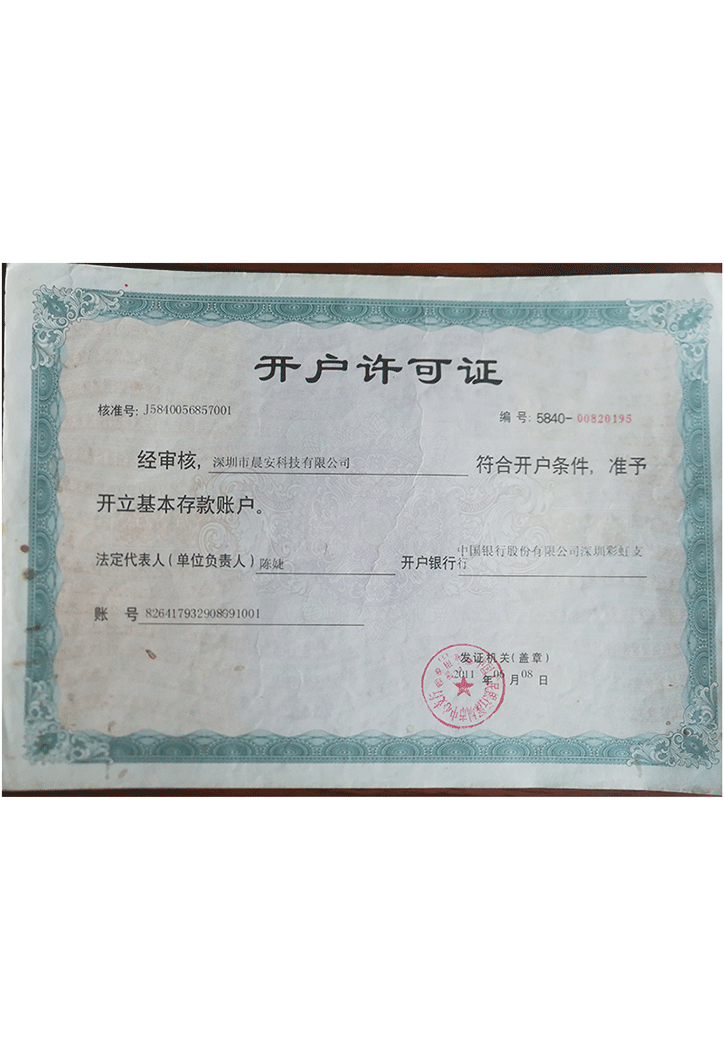 开户许可证
核准号: J5840056857001
编 号: 5840-00820195
经审核, 深圳市晨安科技有限公司 符合开户条件, 准予
开立基本存款账户。
法定代表人(单位负责人) 陈婕 开户银行 中国银行股份有限公司深圳彩虹支
行
账 号 826417932908691001
发证机关(盖章)
2011 年 06 月 08 日